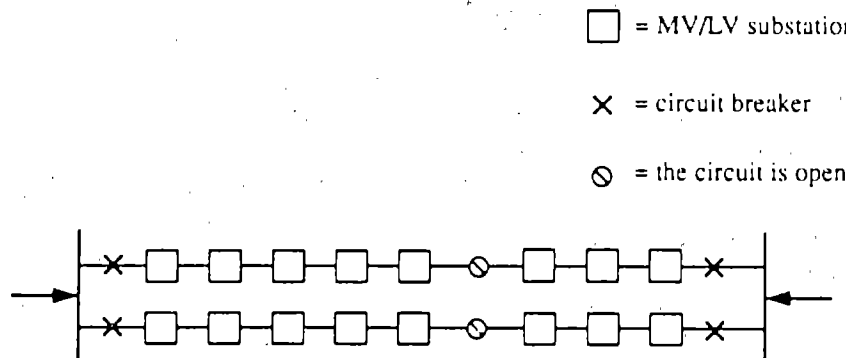 = MV/LV substation
= circuit breaker
= the circuit is open